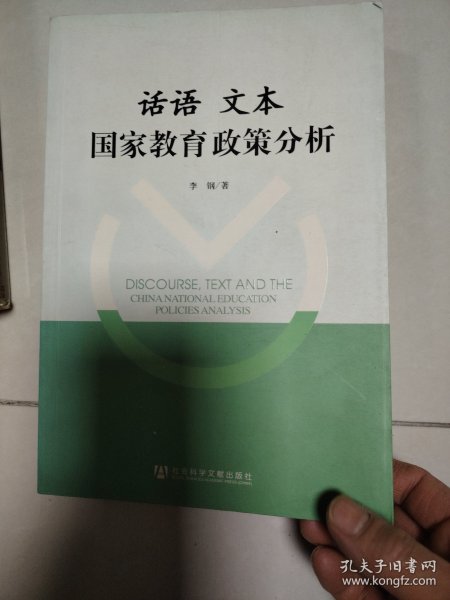 话语 文本
国家教育政策分析
李 钢/著
DISCOURSE, TEXT AND THE
CHINA NATIONAL EDUCATION
POLICIES ANALYSIS
社会科学文献出版社
孔夫子旧书网
www.kongfz.com